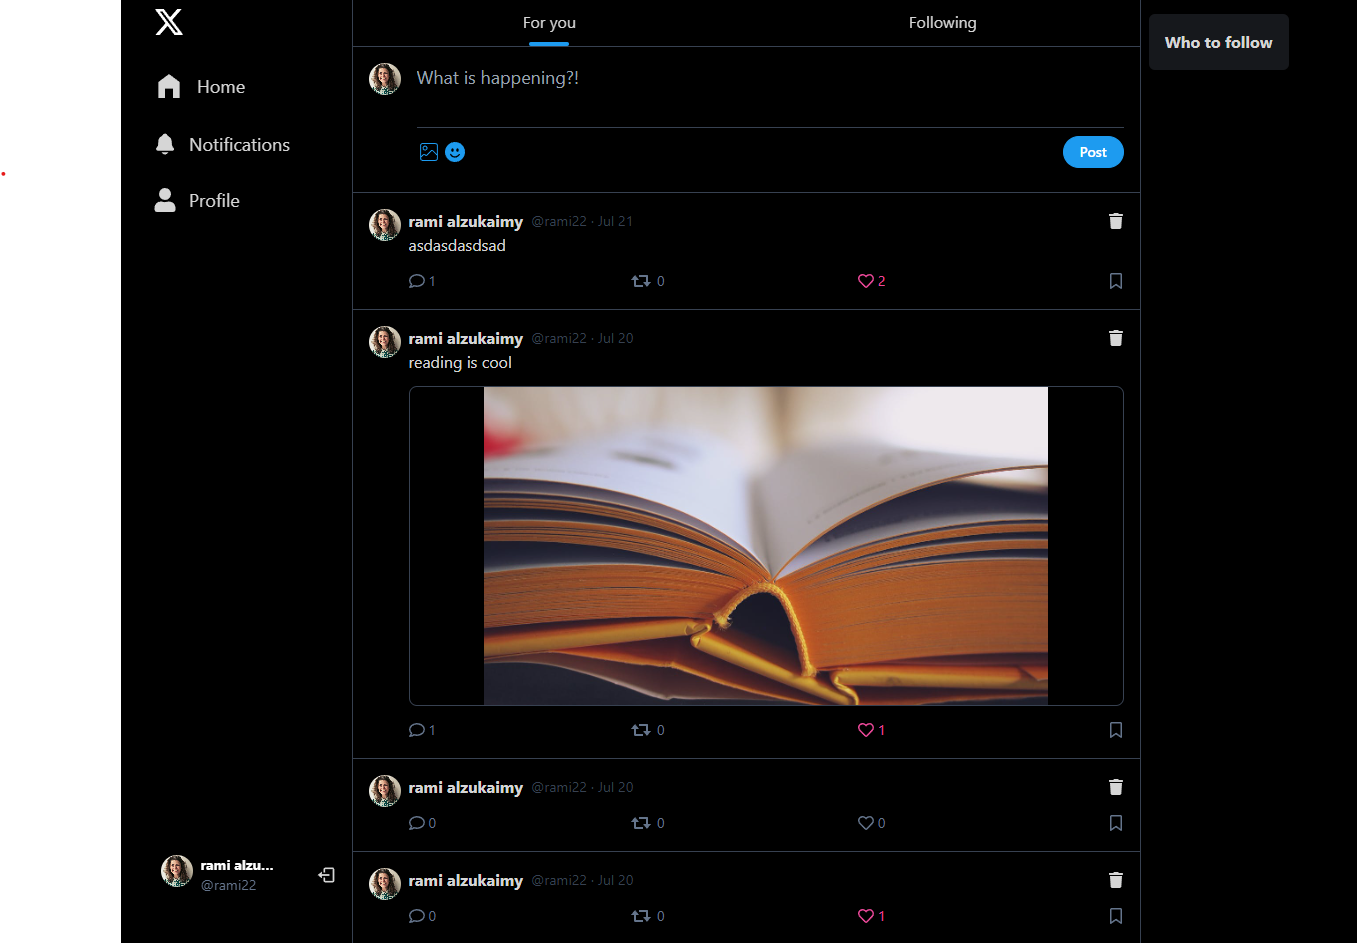 Home
Notifications
Profile
rami alzu...
@rami22
For you
Following
What is happening?!
Post
rami alzukaimy @rami22 · Jul 21
asdasdasdsad
1 0 2
rami alzukaimy @rami22 · Jul 20
reading is cool
1 0 1
rami alzukaimy @rami22 · Jul 20
0 0 0
rami alzukaimy @rami22 · Jul 20
0 0 1
Who to follow